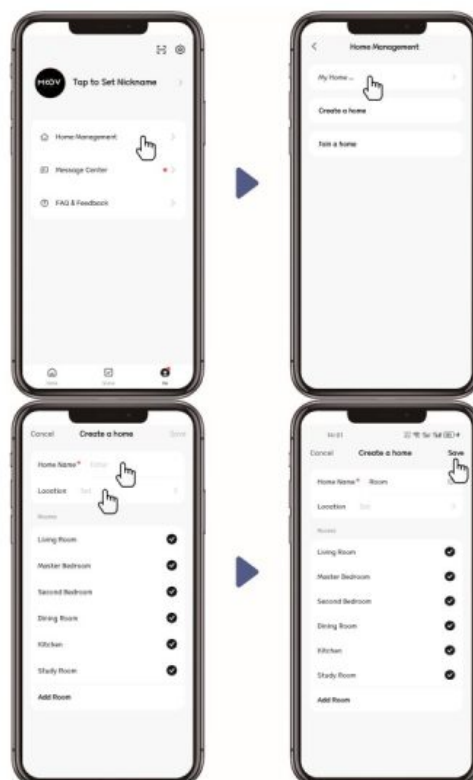 MOOV
Tap to Set Nickname
Home Management
Message Center
FAQ & Feedback
Me
Home Management
My Home ...
Create a home
Join a home
Cancel Create a home Save
Home Name* Enter
Location Set
Rooms
Living Room
Master Bedroom
Second Bedroom
Dining Room
Kitchen
Study Room
Add Room
Cancel Create a home Save
Home Name* Room
Location Set
Rooms
Living Room
Master Bedroom
Second Bedroom
Dining Room
Kitchen
Study Room
Add Room